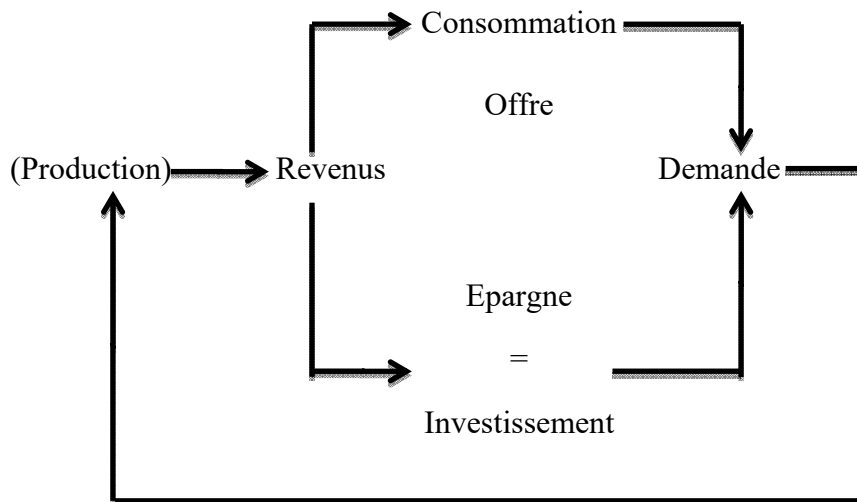 Consommation
Offre
(Production) Revenus Demande
Epargne
=
Investissement